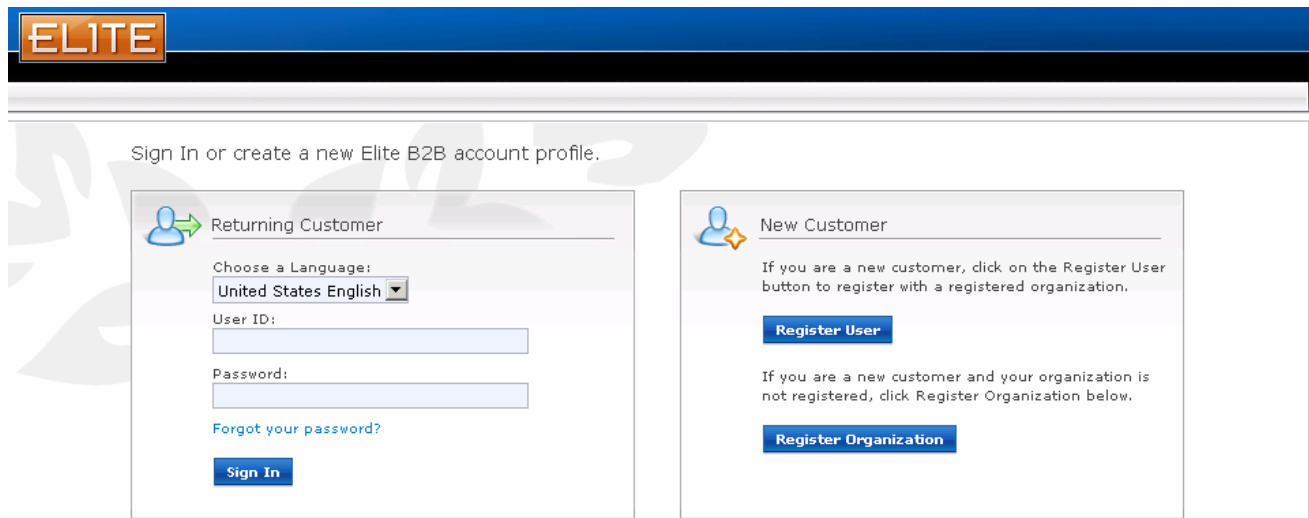 ELITE
Sign In or create a new Elite B2B account profile.
Returning Customer
Choose a Language:
United States English
User ID:
Password:
Forgot your password?
Sign In
New Customer
If you are a new customer, click on the Register User
button to register with a registered organization.
Register User
If you are a new customer and your organization is
not registered, click Register Organization below.
Register Organization